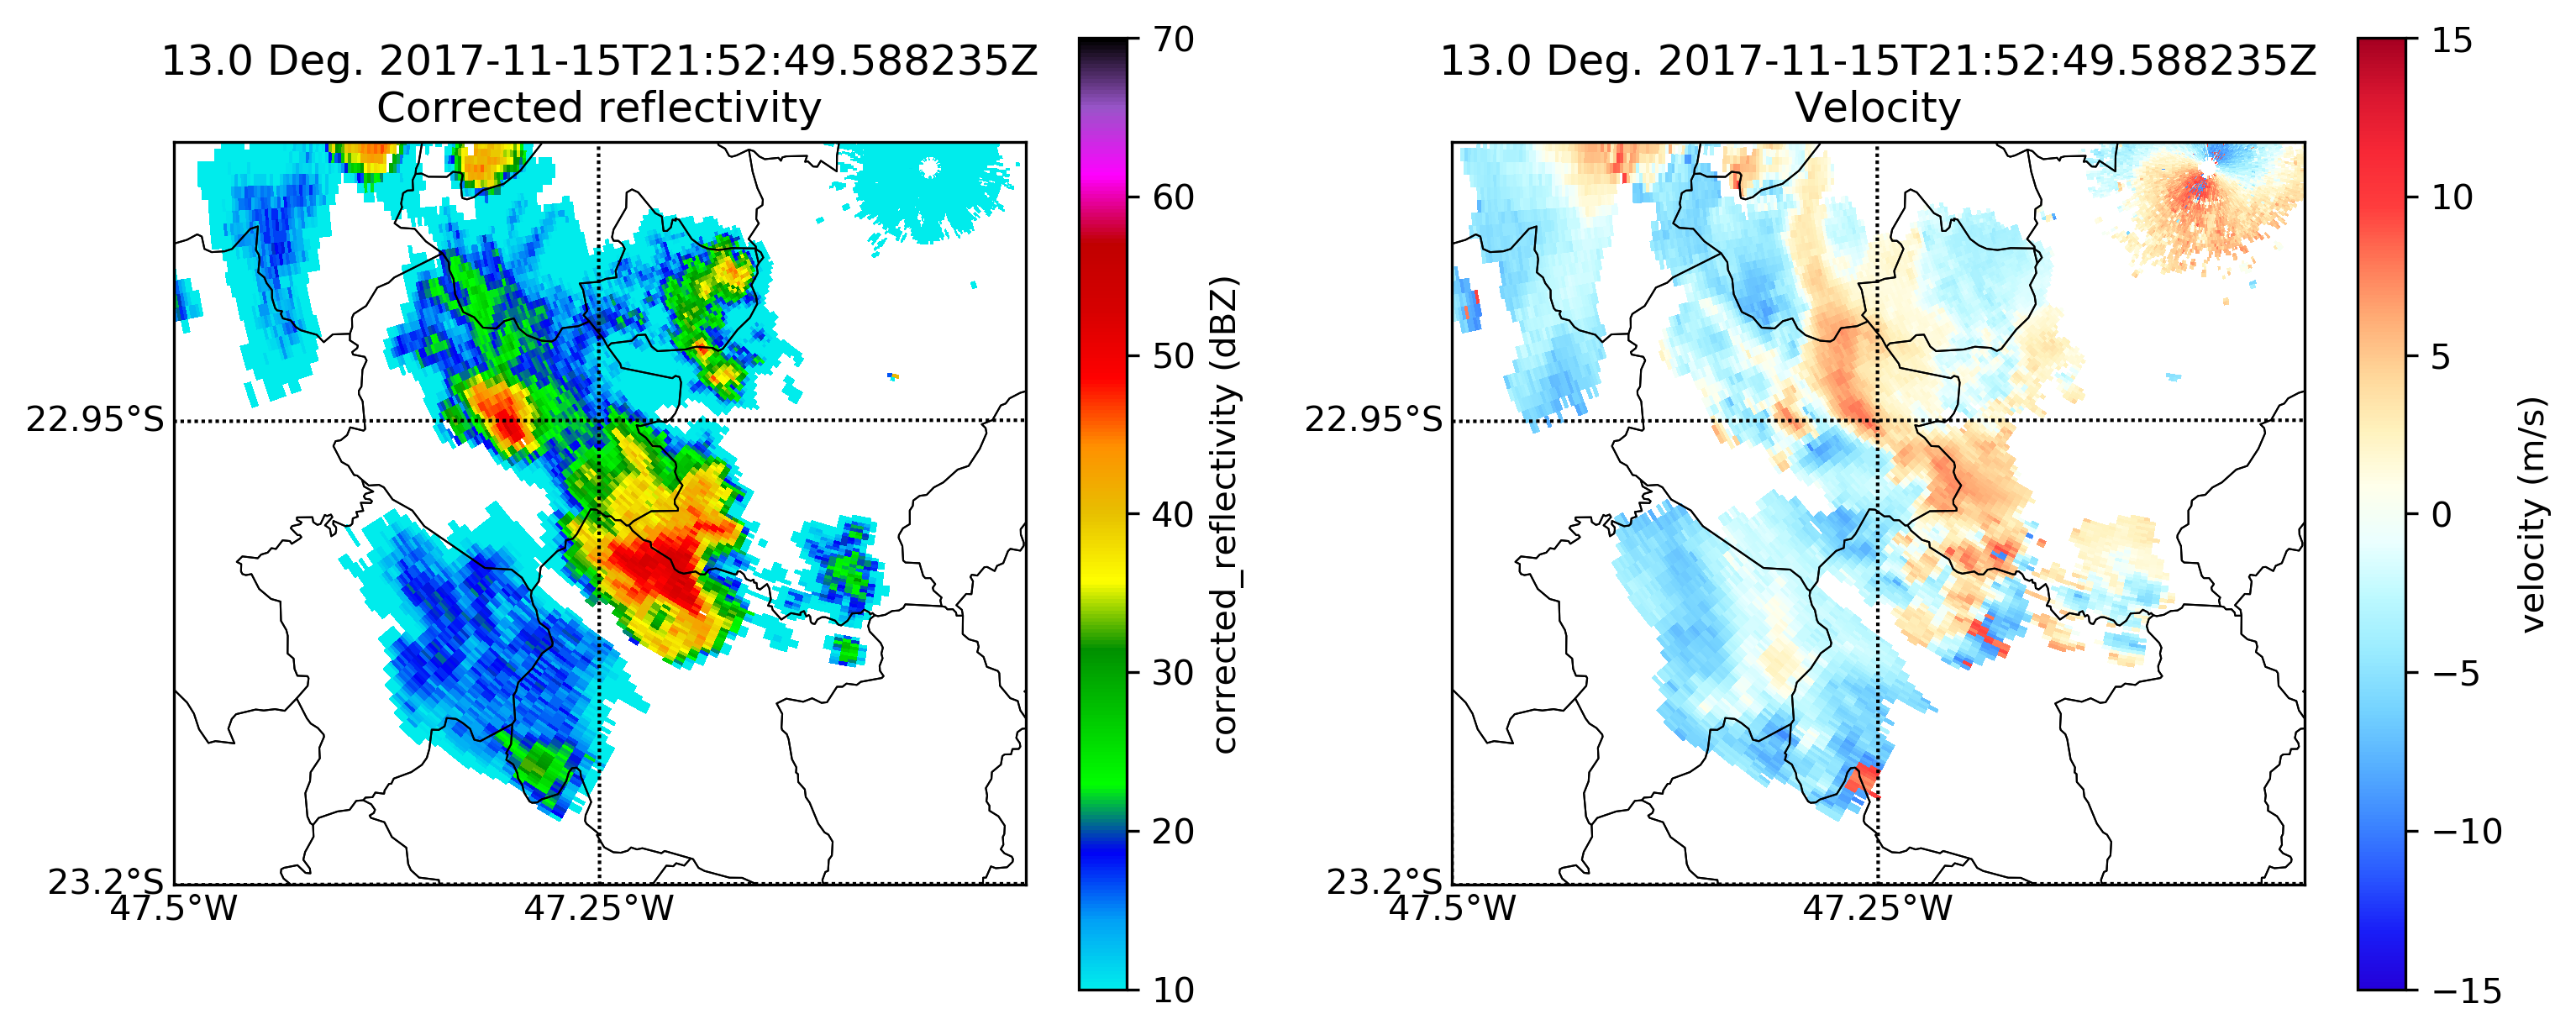 13.0 Deg. 2017-11-15T21:52:49.588235Z
Corrected reflectivity
22.95°S
23.2°S
47.5°W
47.25°W
70
60
50
40
30
20
10
corrected_reflectivity (dBZ)
13.0 Deg. 2017-11-15T21:52:49.588235Z
Velocity
22.95°S
23.2°S
47.5°W
47.25°W
15
10
5
0
−5
−10
−15
velocity (m/s)